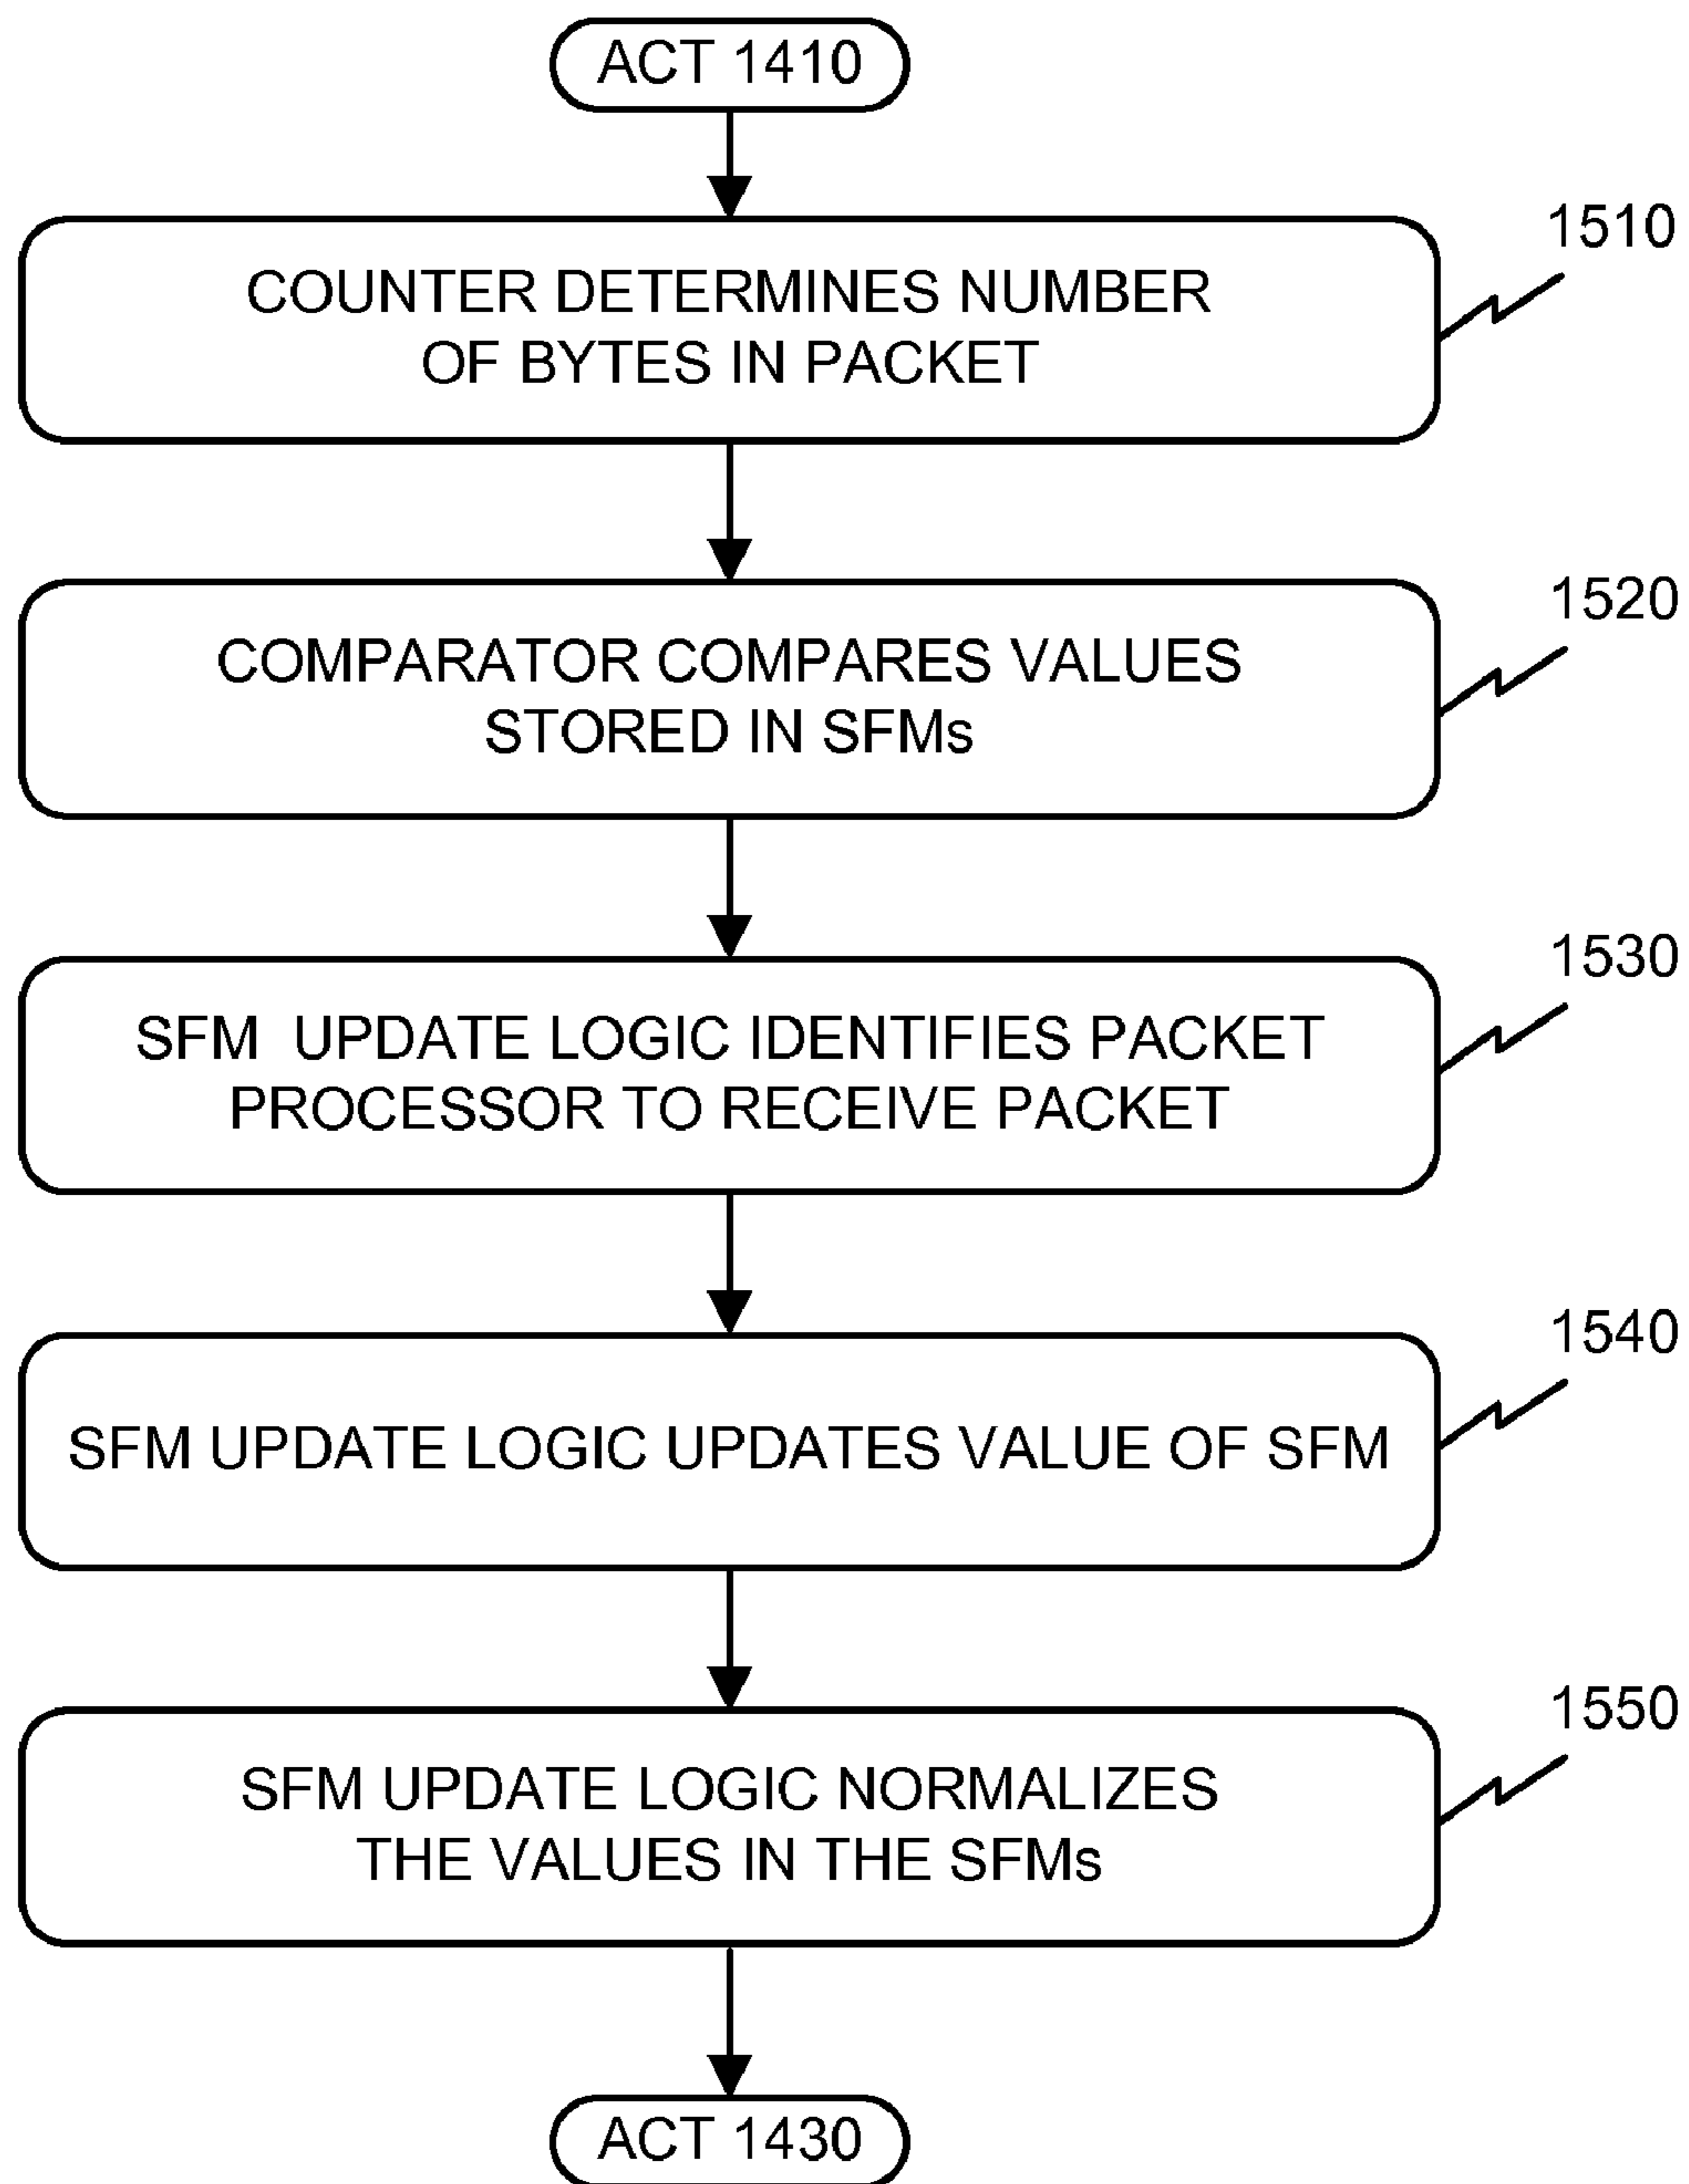 ACT 1410
1510
COUNTER DETERMINES NUMBER
OF BYTES IN PACKET
1520
COMPARATOR COMPARES VALUES
STORED IN SFMs
1530
SFM UPDATE LOGIC IDENTIFIES PACKET
PROCESSOR TO RECEIVE PACKET
1540
SFM UPDATE LOGIC UPDATES VALUE OF SFM
1550
SFM UPDATE LOGIC NORMALIZES
THE VALUES IN THE SFMs
ACT 1430